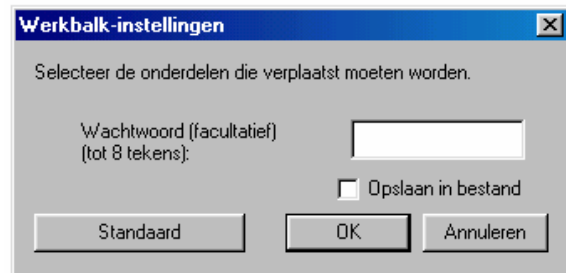 Werkbalk-instellingen
Selecteer de onderdelen die verplaatst moeten worden.
Wachtwoord (facultatief)
(tot 8 tekens):
Opslaan in bestand
Standaard OK Annuleren